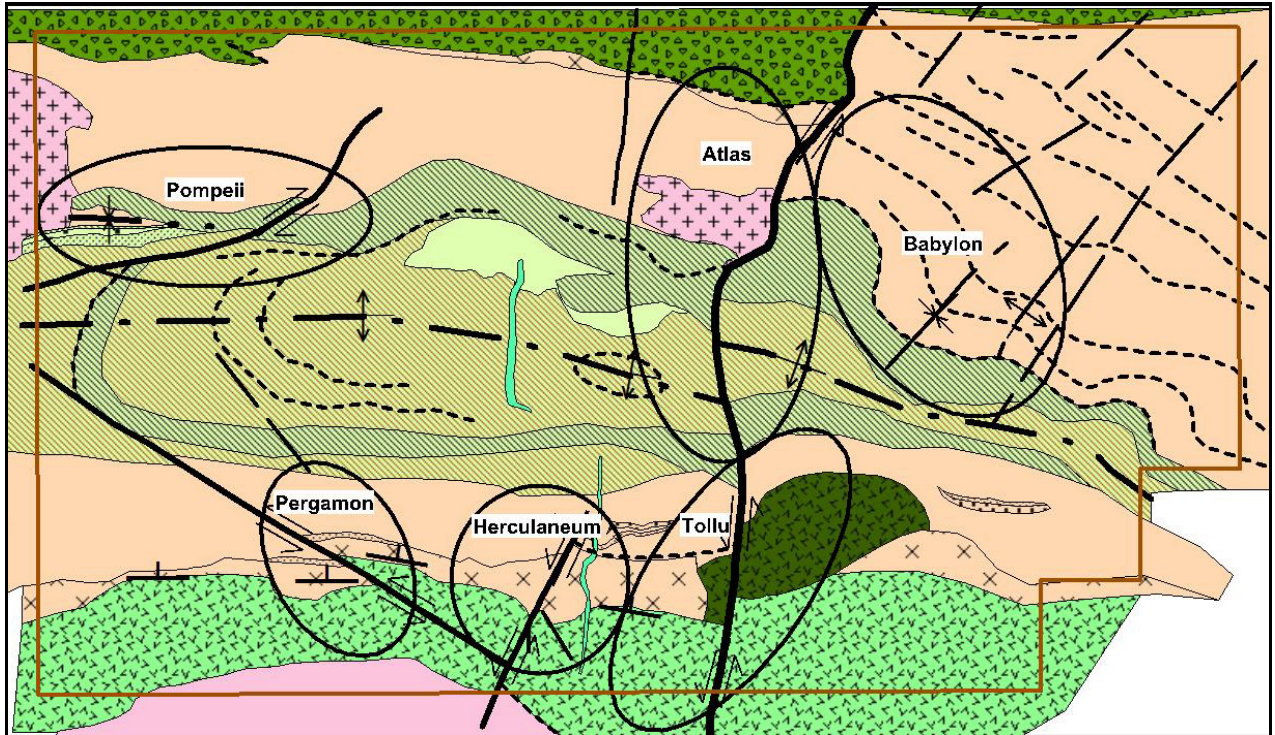 Atlas
Pompeii
Babylon
Pergamon
Herculaneum
Tollu